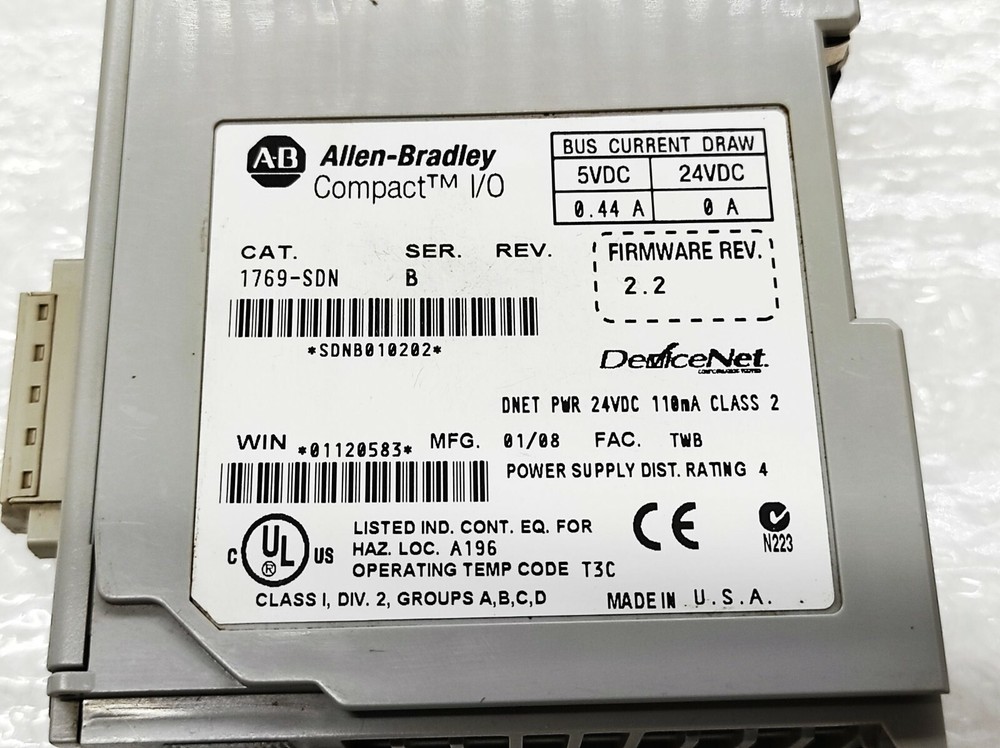 A·B Allen-Bradley
Compact™ I/O
BUS CURRENT DRAW
5VDC 24VDC
0.44 A 0 A
CAT. SER. REV.
1769-SDN B
FIRMWARE REV.
2.2
*SDNB010202*
DeviceNet.
DNET PWR 24VDC 110mA CLASS 2
WIN *01120583* MFG. 01/08 FAC. TWB
POWER SUPPLY DIST. RATING 4
C UL® US
LISTED IND. CONT. EQ. FOR
HAZ. LOC. A196
OPERATING TEMP CODE T3C
CE
N223
CLASS I, DIV. 2, GROUPS A,B,C,D
MADE IN U.S.A.